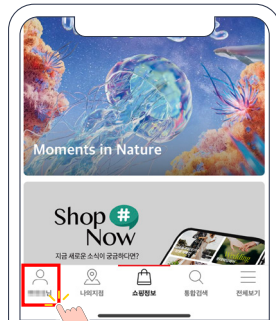 Moments in Nature
Shop #
Now
지금 새로운 소식이 궁금하다면?
님
나의지점
쇼핑정보
통합검색
전체보기